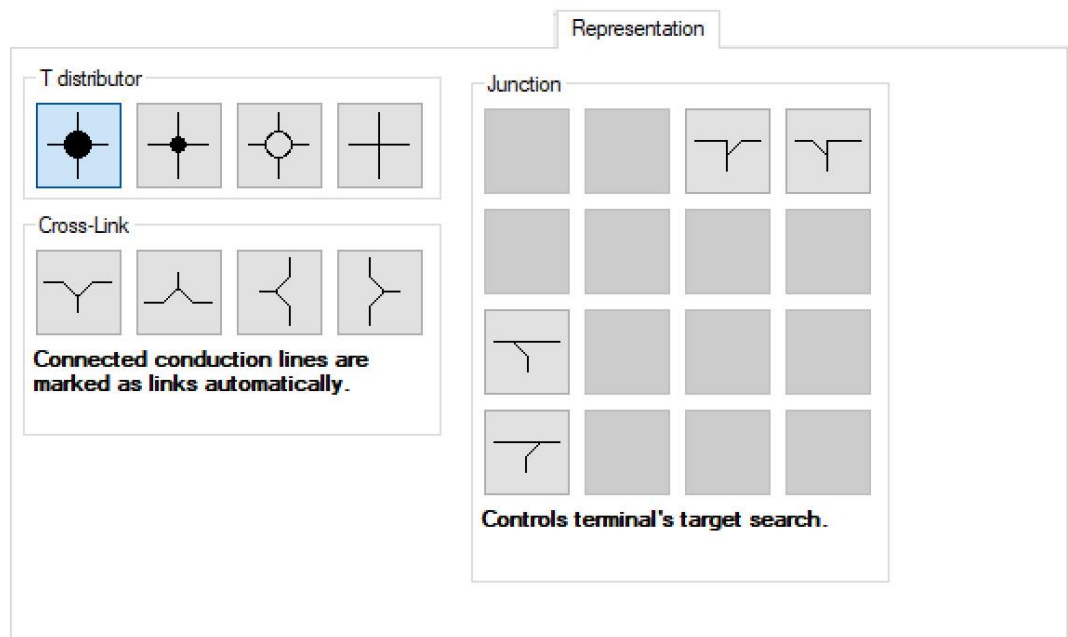 Representation
T distributor
Junction
Cross-Link
Connected conduction lines are
marked as links automatically.
Controls terminal's target search.